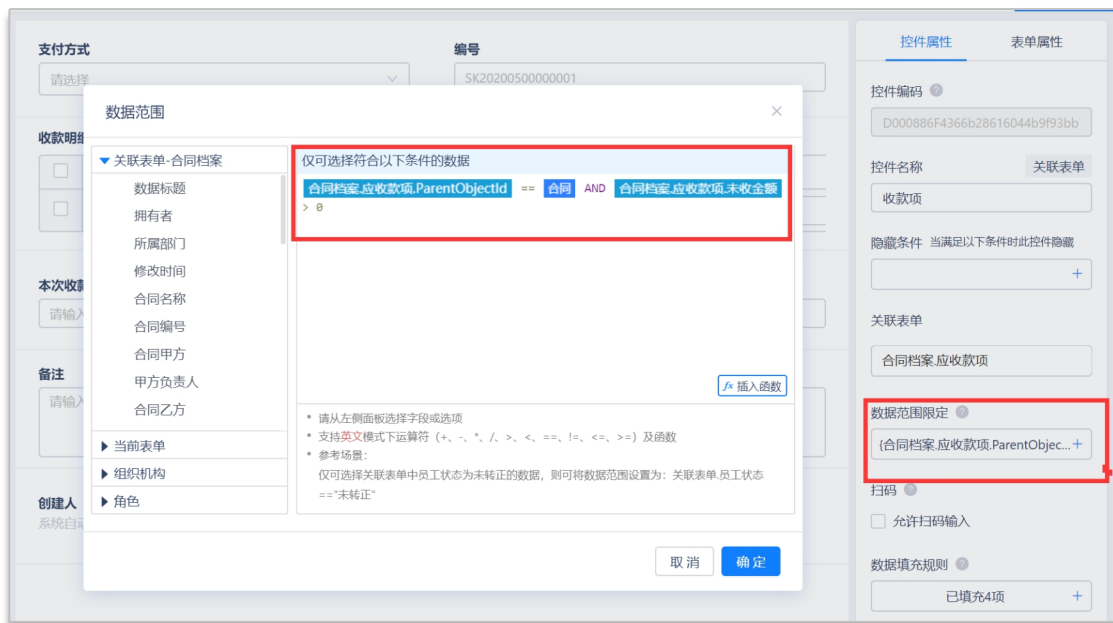 支付方式
请选择
编号
SK20200500000001
收款明细
本次收款
请输入
备注
请输入
创建人
系统自动
数据范围
关联表单-合同档案
数据标题
拥有者
所属部门
修改时间
合同名称
合同编号
合同甲方
甲方负责人
合同乙方
当前表单
组织机构
角色
仅可选择符合以下条件的数据
合同档案.应收款项.ParentObjectId == 合同 AND 合同档案.应收款项.未收金额
> 0
fx 插入函数
* 请从左侧面板选择字段或选项
* 支持英文模式下运算符（+、-、*、/、>、<、==、!=、<=、>=）及函数
* 参考场景：
仅可选择关联表单中员工状态为未转正的数据，则可将数据范围设置为：关联表单.员工状态
=="未转正"
取消
确定
控件属性
表单属性
控件编码
D000886F4366b28616044b9f93bb
控件名称
关联表单
收款项
隐藏条件 当满足以下条件时此控件隐藏
关联表单
合同档案.应收款项
数据范围限定
{合同档案.应收款项.ParentObjec...
扫码
允许扫码输入
数据填充规则
已填充4项